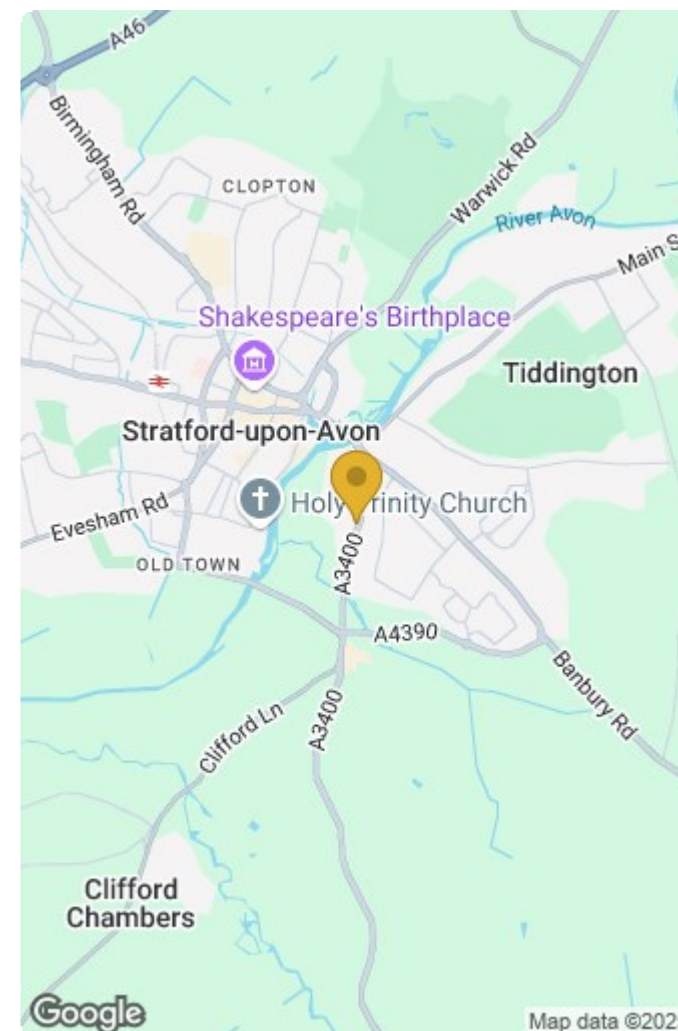 A46
Birmingham Rd
CLOPTON
Warwick Rd
River Avon
Main S
Shakespeare's Birthplace
Tiddington
Stratford-upon-Avon
Holy Trinity Church
Evesham Rd
OLD TOWN
A3400
A4390
Banbury Rd
Clifford Ln
A3400
Clifford
Chambers
Google
Map data ©202